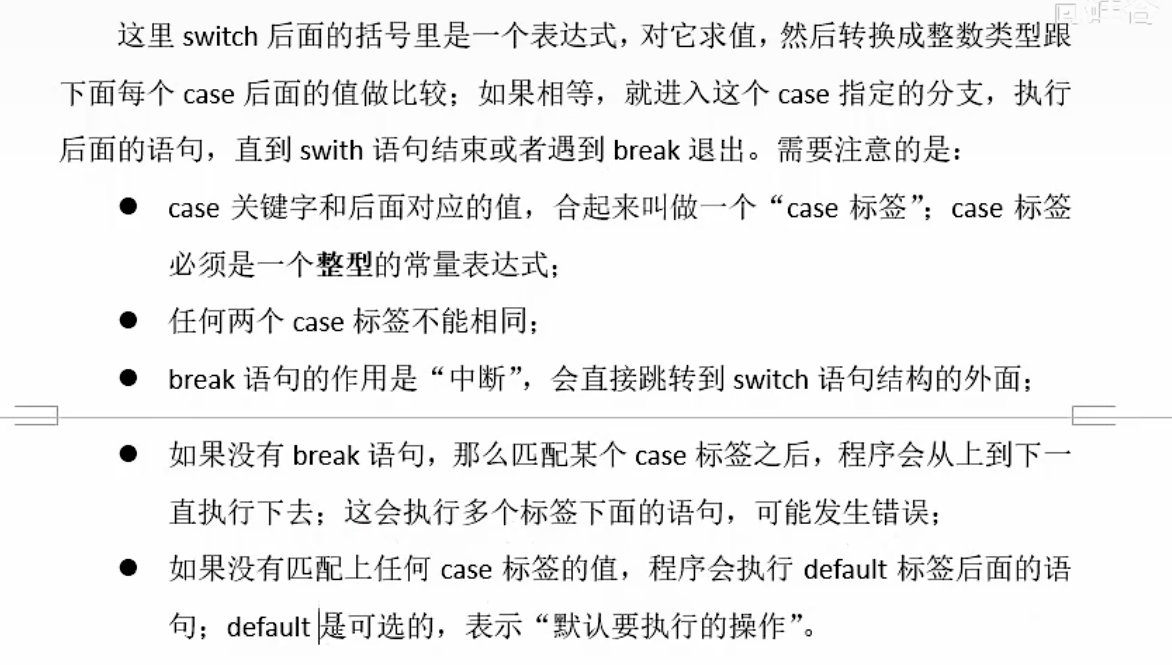 这里 switch 后面的括号里是一个表达式，对它求值，然后转换成整数类型跟
下面每个 case 后面的值做比较；如果相等，就进入这个 case 指定的分支，执行
后面的语句，直到 swith 语句结束或者遇到 break 退出。需要注意的是：
● case 关键字和后面对应的值，合起来叫做一个“case 标签”；case 标签
必须是一个整型的常量表达式；
● 任何两个 case 标签不能相同；
● break 语句的作用是“中断”，会直接跳转到 switch 语句结构的外面；
● 如果没有 break 语句，那么匹配某个 case 标签之后，程序会从上到下一
直执行下去；这会执行多个标签下面的语句，可能发生错误；
● 如果没有匹配上任何 case 标签的值，程序会执行 default 标签后面的语
句；default 是可选的，表示“默认要执行的操作”。